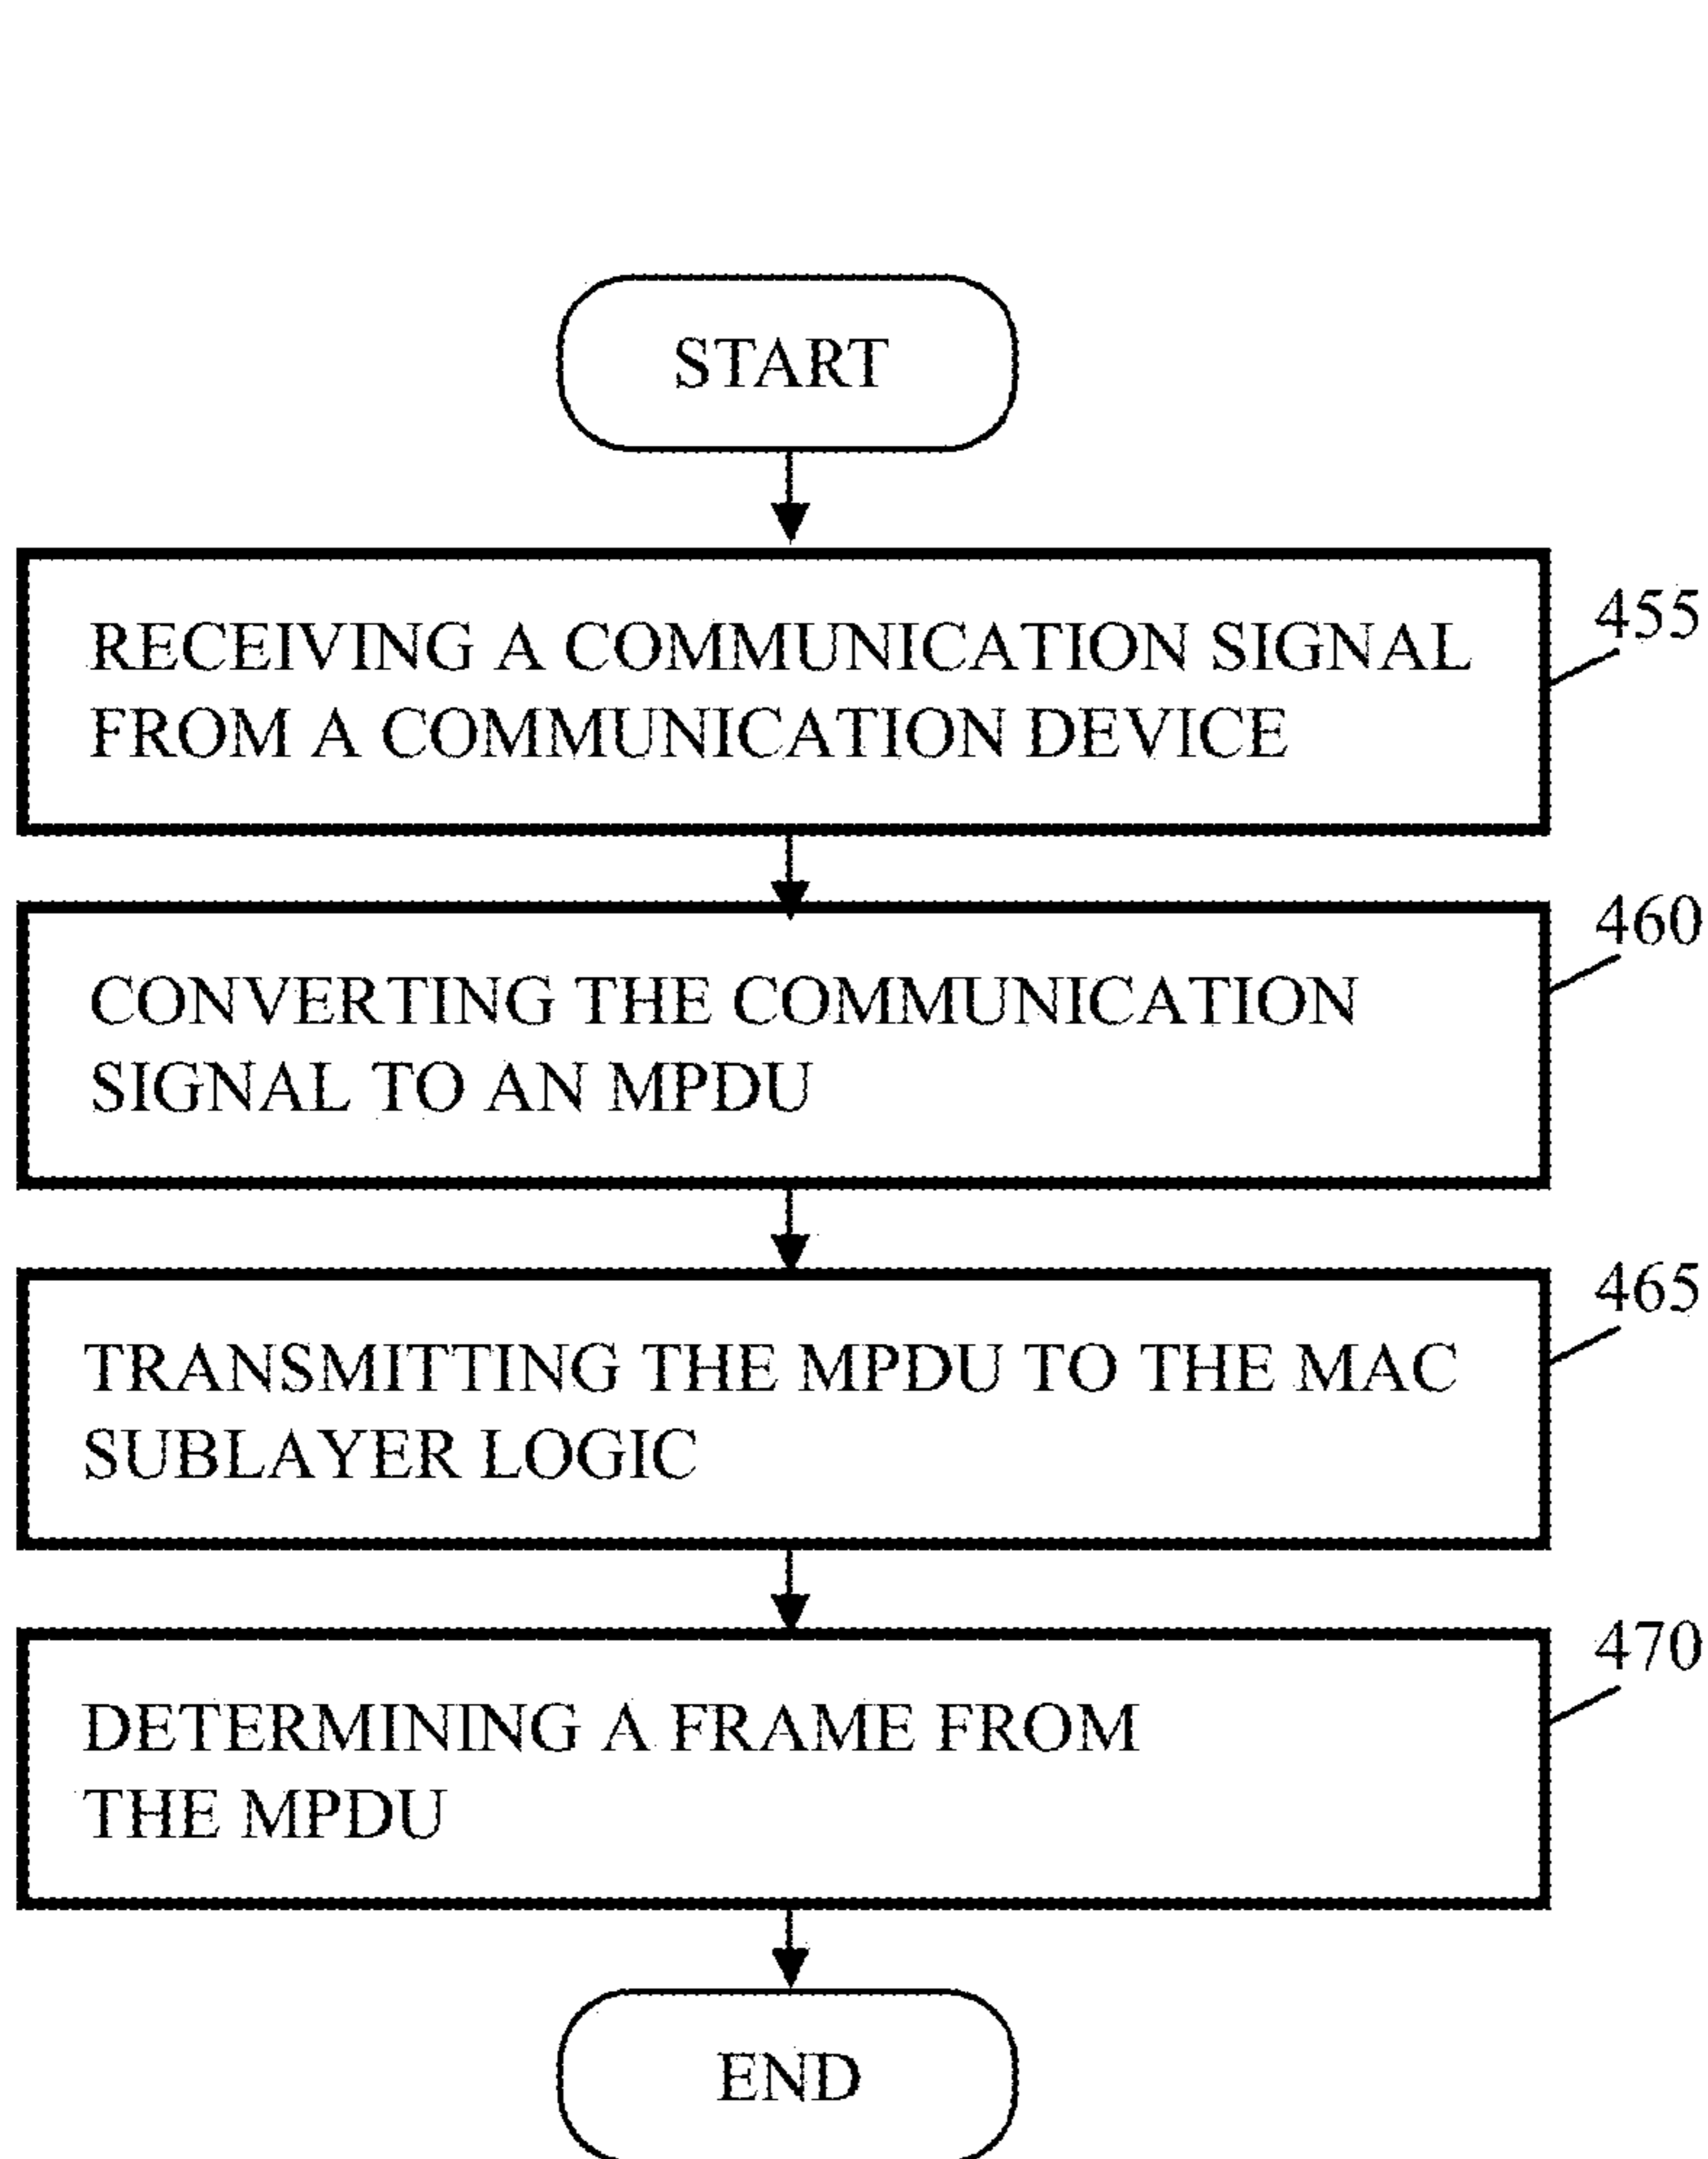 START
455
RECEIVING A COMMUNICATION SIGNAL
FROM A COMMUNICATION DEVICE
460
CONVERTING THE COMMUNICATION
SIGNAL TO AN MPDU
465
TRANSMITTING THE MPDU TO THE MAC
SUBLAYER LOGIC
470
DETERMINING A FRAME FROM
THE MPDU
END